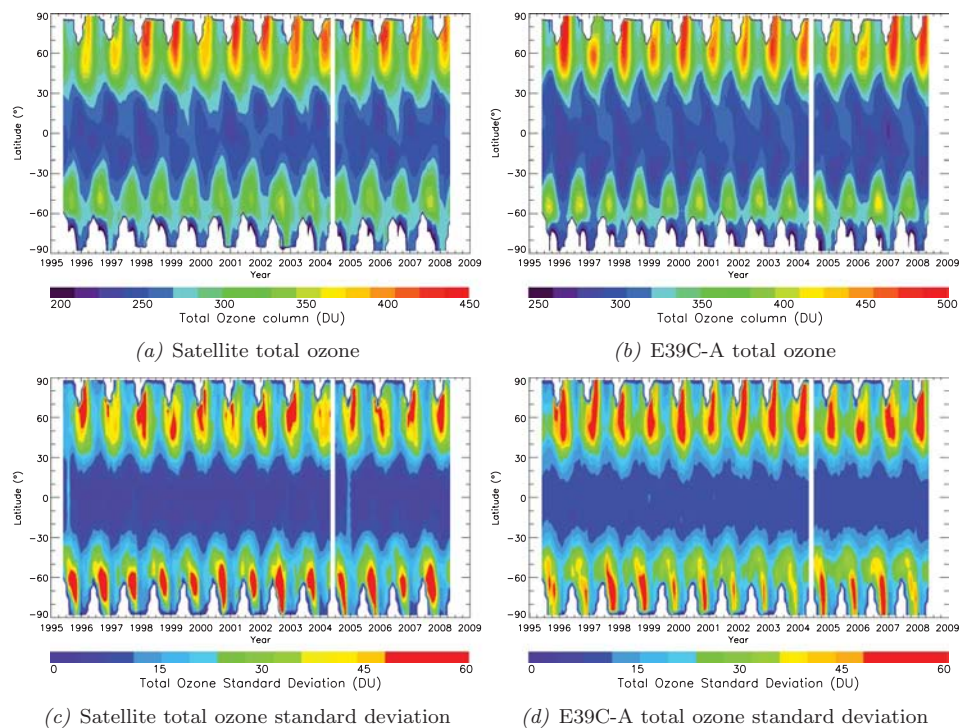 90
60
30
0
−30
−60
−90
Latitude (°)
1995 1996 1997 1998 1999 2000 2001 2002 2003 2004 2005 2006 2007 2008 2009
Year
200 250 300 350 400 450
Total Ozone column (DU)
(a) Satellite total ozone
90
60
30
0
−30
−60
−90
Latitude(°)
1995 1996 1997 1998 1999 2000 2001 2002 2003 2004 2005 2006 2007 2008 2009
Year
250 300 350 400 450 500
Total Ozone column (DU)
(b) E39C-A total ozone
90
60
30
0
−30
−60
−90
Latitude (°)
1995 1996 1997 1998 1999 2000 2001 2002 2003 2004 2005 2006 2007 2008 2009
Year
0 15 30 45 60
Total Ozone Standard Deviation (DU)
(c) Satellite total ozone standard deviation
90
60
30
0
−30
−60
−90
Latitude (°)
1995 1996 1997 1998 1999 2000 2001 2002 2003 2004 2005 2006 2007 2008 2009
Year
0 15 30 45 60
Total Ozone Standard Deviation (DU)
(d) E39C-A total ozone standard deviation